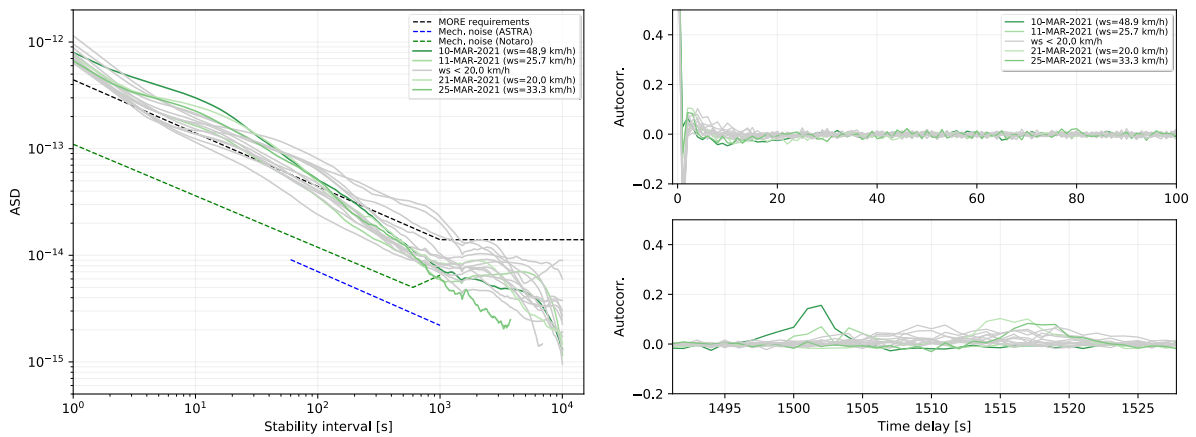 10⁻¹²
10⁻¹³
10⁻¹⁴
10⁻¹⁵
ASD
10⁰ 10¹ 10² 10³ 10⁴
Stability interval [s]
MORE requirements
Mech. noise (ASTRA)
Mech. noise (Notaro)
10-MAR-2021 (ws=48,9 km/h)
11-MAR-2021 (ws=25.7 km/h)
ws < 20,0 km/h
21-MAR-2021 (ws=20,0 km/h)
25-MAR-2021 (ws=33.3 km/h)
0.4
0.2
0.0
−0.2
Autocorr.
0 20 40 60 80 100
10-MAR-2021 (ws=48.9 km/h)
11-MAR-2021 (ws=25.7 km/h)
ws < 20.0 km/h
21-MAR-2021 (ws=20.0 km/h)
25-MAR-2021 (ws=33.3 km/h)
0.4
0.2
0.0
−0.2
Autocorr.
1495 1500 1505 1510 1515 1520 1525
Time delay [s]